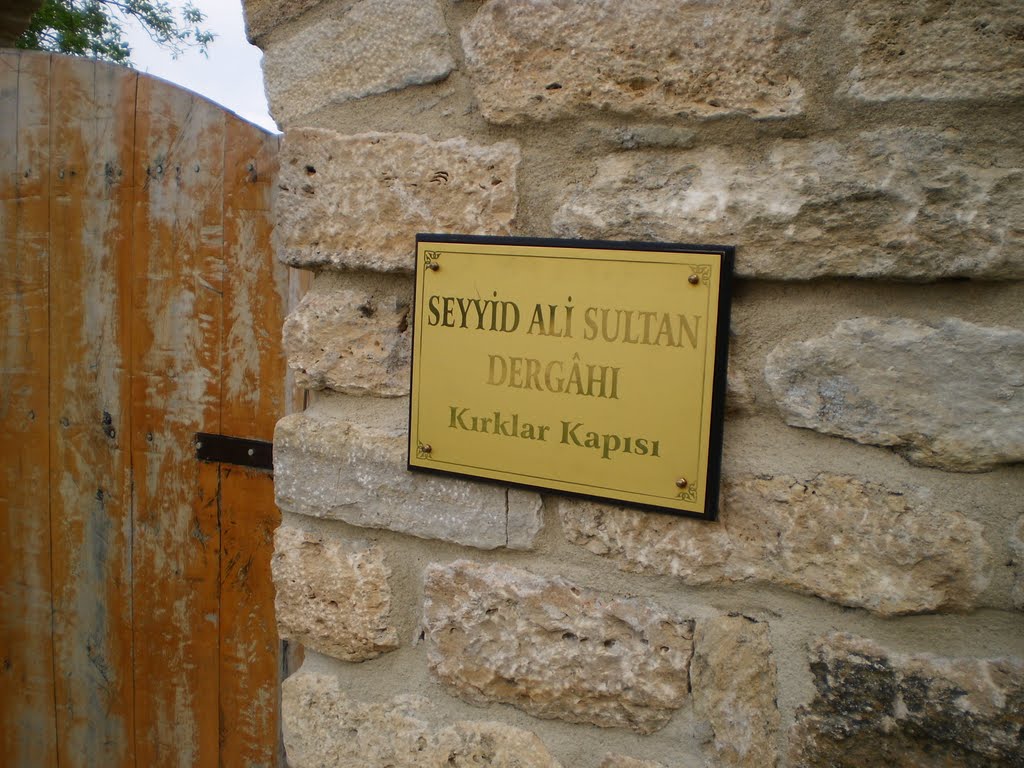 SEYYİD ALİ SULTAN
DERGÂHI
Kırklar Kapısı